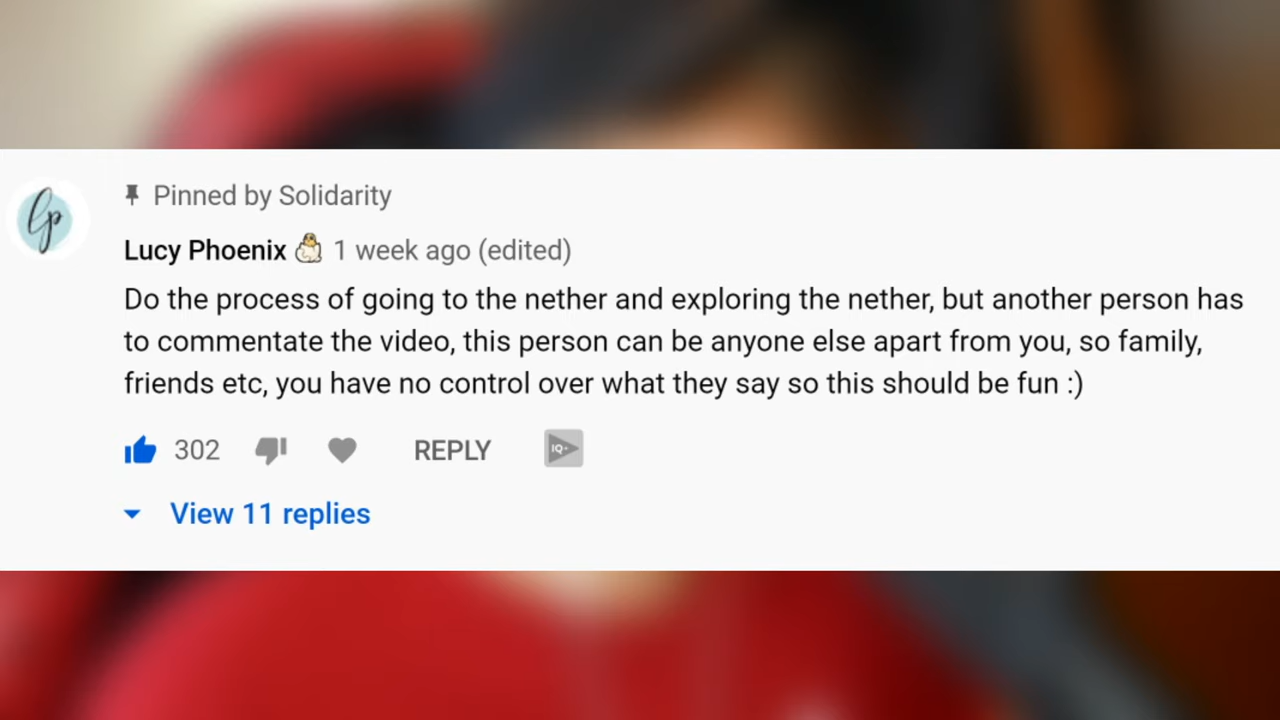 lp
Pinned by Solidarity
Lucy Phoenix 1 week ago (edited)
Do the process of going to the nether and exploring the nether, but another person has
to commentate the video, this person can be anyone else apart from you, so family,
friends etc, you have no control over what they say so this should be fun :)
302 REPLY IQ+
View 11 replies